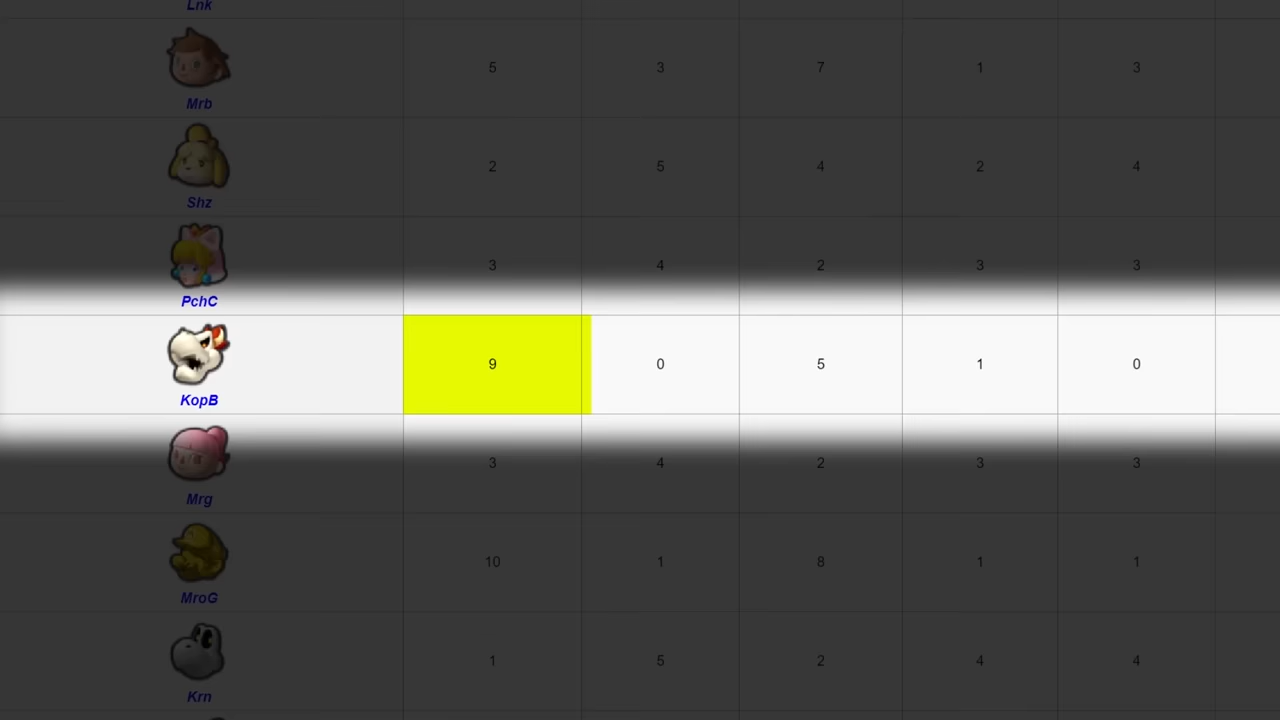 Lnk
5 3 7 1 3
Mrb
2 5 4 2 4
Shz
3 4 2 3 3
PchC
9 0 5 1 0
KopB
3 4 2 3 3
Mrg
10 1 8 1 1
MroG
1 5 2 4 4
Krn